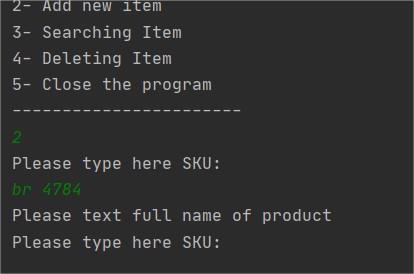 2- Add new item
3- Searching Item
4- Deleting Item
5- Close the program
-----------------------
2
Please type here SKU:
br 4784
Please text full name of product
Please type here SKU: